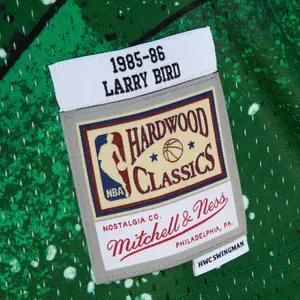 1985-86
LARRY BIRD
HARDWOOD
CLASSICS
NBA
NOSTALGIA CO.
Mitchell & Ness
PHILADELPHIA, PA.
HWC SWINGMAN